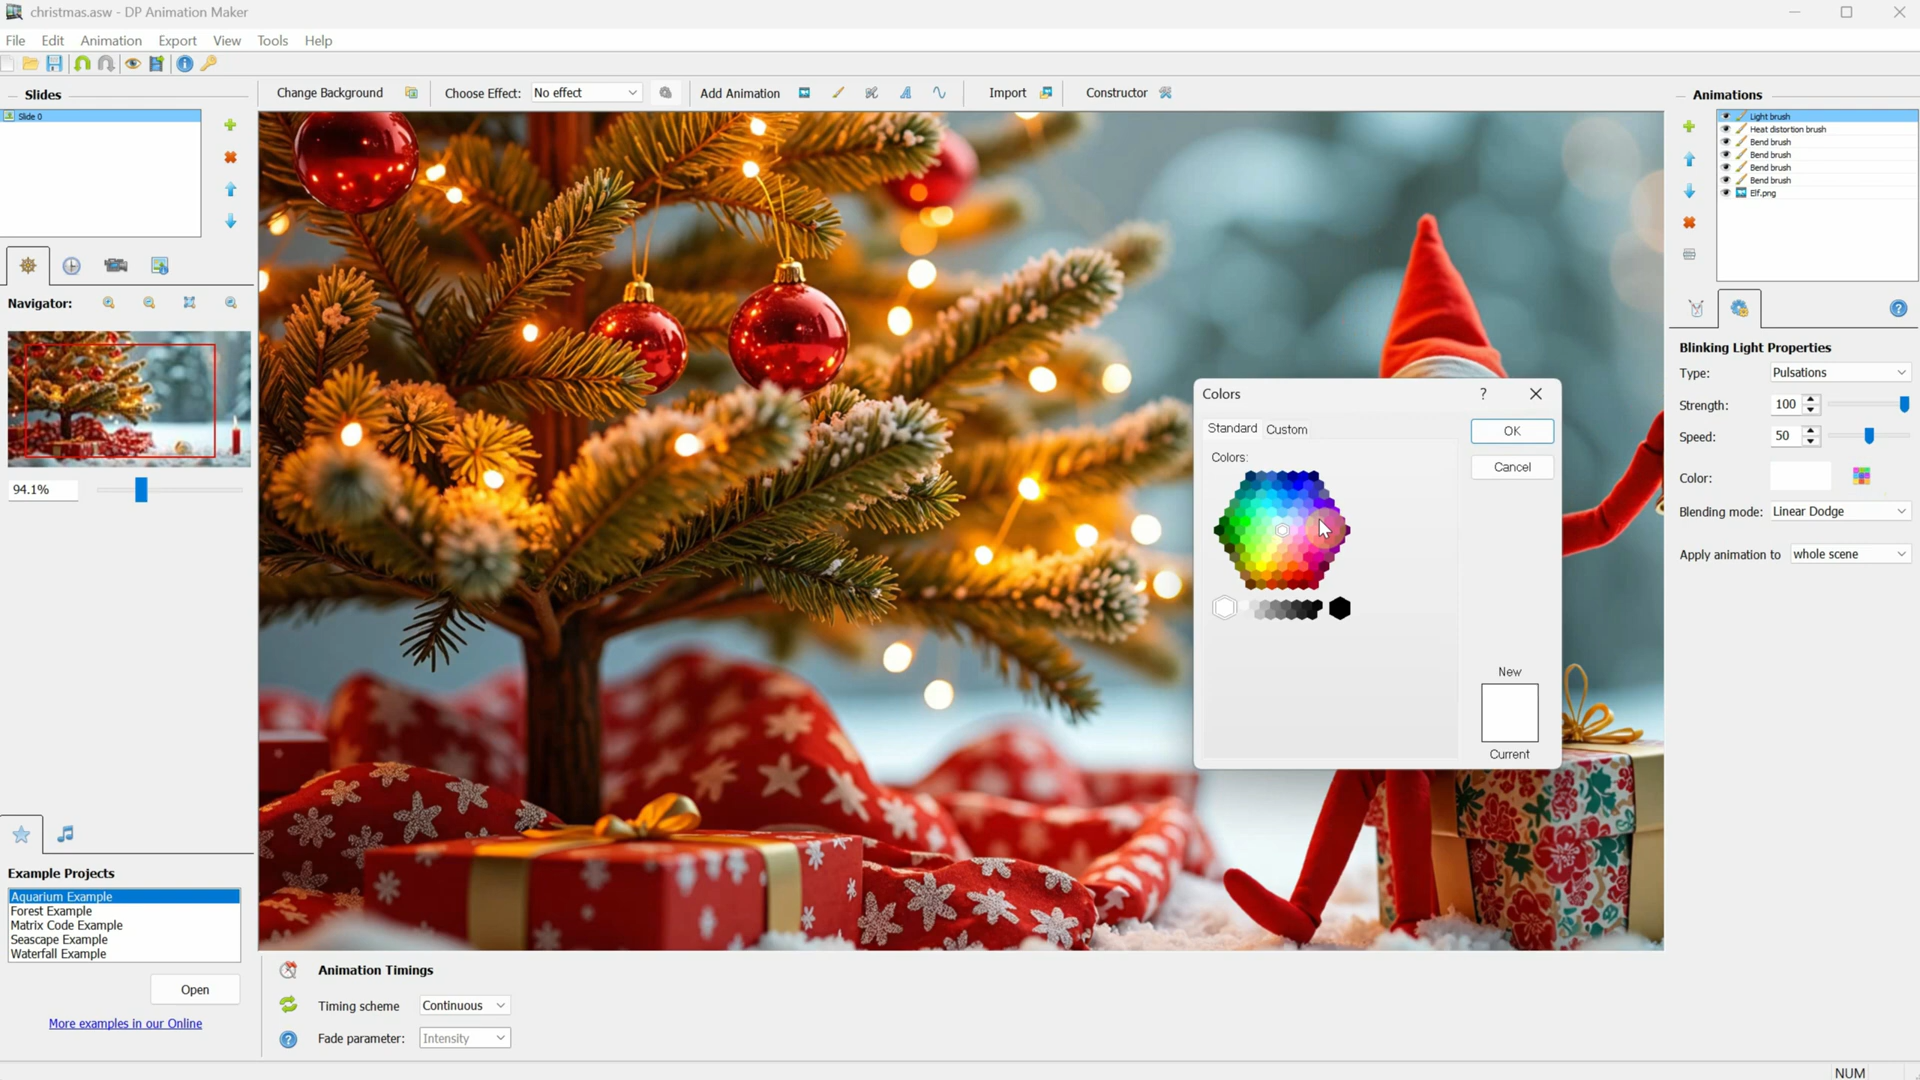 christmas.asw - DP Animation Maker
File Edit Animation Export View Tools Help
Slides
Slide 0
Change Background
Choose Effect: No effect
Add Animation
Import
Constructor
Animations
Light brush
Heat distortion brush
Bend brush
Bend brush
Bend brush
Bend brush
Elf.png
Navigator:
94.1%
Blinking Light Properties
Type: Pulsations
Strength: 100
Speed: 50
Color:
Blending mode: Linear Dodge
Apply animation to whole scene
Colors
?
Standard Custom
Colors:
OK
Cancel
New
Current
Example Projects
Aquarium Example
Forest Example
Matrix Code Example
Seascape Example
Waterfall Example
Open
More examples in our Online
Animation Timings
Timing scheme Continuous
Fade parameter: Intensity
NUM